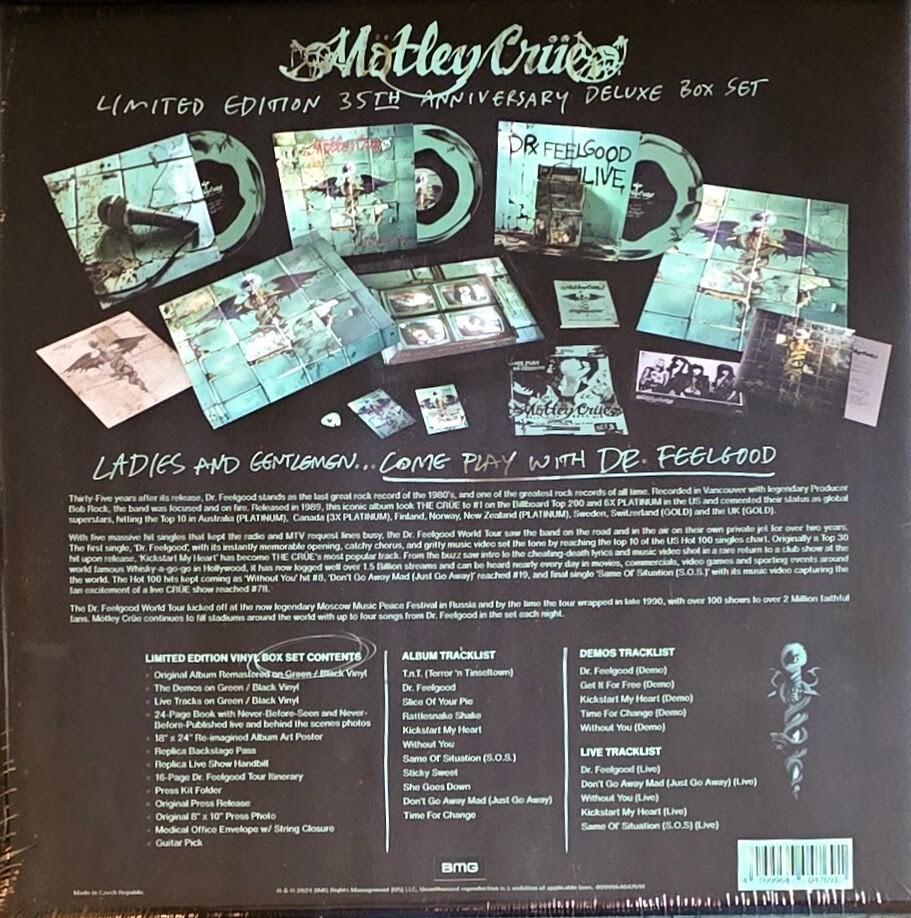 Mötley Crüe
LIMITED EDITION 35TH ANNIVERSARY DELUXE BOX SET
DR. FEELGOOD
LIVE
Mötley Crüe
LADIES AND GENTLEMEN...COME PLAY WITH DR. FEELGOOD
Thirty-Five years after its release, Dr. Feelgood stands as the last great rock record of the 1980's, and one of the greatest rock records of all time. Recorded in Vancouver with legendary Producer
Bob Rock, the band was focused and on fire. Released in 1989, this iconic album took THE CRÜE to #1 on the Billboard Top 200 and 6X PLATINUM in the US and cemented their status as global
superstars, hitting the Top 10 in Australia (PLATINUM), Canada (3X PLATINUM), Finland, Norway, New Zealand (PLATINUM), Sweden, Switzerland (GOLD) and the UK (GOLD).
With five massive hit singles that kept the radio and MTV request lines busy, the Dr. Feelgood World Tour saw the band on the road and in the air on their own private jet for over two years.
The first single, 'Dr. Feelgood', with its instantly memorable opening, catchy chorus, and gritty music video set the tone by reaching the top 10 of the US Hot 100 singles chart. Originally a Top 30
hit upon release, 'Kickstart My Heart' has become THE CRÜE's most popular track. From the buzz saw intro to the cheating-death lyrics and music video shot in a rare return to a club show at the
world famous Whisky-a-go-go in Hollywood, it has now logged well over 1.5 Billion streams and can be heard nearly every day in movies, commercials, video games and sporting events around
the world. The Hot 100 hits kept coming as 'Without You' hit #8, 'Don't Go Away Mad (Just Go Away)' reached #19, and final single 'Same Ol' Situation (S.O.S.)' with its music video capturing the
fan excitement of a live CRÜE show reached #78.
The Dr. Feelgood World Tour kicked off at the now legendary Moscow Music Peace Festival in Russia and by the time the tour wrapped in late 1990, with over 100 shows to over 2 Million faithful
fans. Mötley Crüe continues to fill stadiums around the world with up to four songs from Dr. Feelgood in the set each night.
LIMITED EDITION VINYL BOX SET CONTENTS
- Original Album Remastered on Green / Black Vinyl
- The Demos on Green / Black Vinyl
- Live Tracks on Green / Black Vinyl
- 24-Page Book with Never-Before-Seen and Never-
Before-Published live and behind the scenes photos
- 18" x 24" Re-imagined Album Art Poster
- Replica Backstage Pass
- Replica Live Show Handbill
- 16-Page Dr. Feelgood Tour Itinerary
- Press Kit Folder
- Original Press Release
- Original 8" x 10" Press Photo
- Medical Office Envelope w/ String Closure
- Guitar Pick
ALBUM TRACKLIST
T.n.T. (Terror 'n Tinseltown)
Dr. Feelgood
Slice Of Your Pie
Rattlesnake Shake
Kickstart My Heart
Without You
Same Ol' Situation (S.O.S.)
Sticky Sweet
She Goes Down
Don't Go Away Mad (Just Go Away)
Time For Change
DEMOS TRACKLIST
Dr. Feelgood (Demo)
Get It For Free (Demo)
Kickstart My Heart (Demo)
Time For Change (Demo)
Without You (Demo)
LIVE TRACKLIST
Dr. Feelgood (Live)
Don't Go Away Mad (Just Go Away) (Live)
Without You (Live)
Kickstart My Heart (Live)
Same Ol' Situation (S.O.S) (Live)
BMG
Made in Czech Republic.
℗ & © 2024 BMG Rights Management (US) LLC. Unauthorized reproduction is a violation of applicable laws. 4099964047691
4 099964 047691